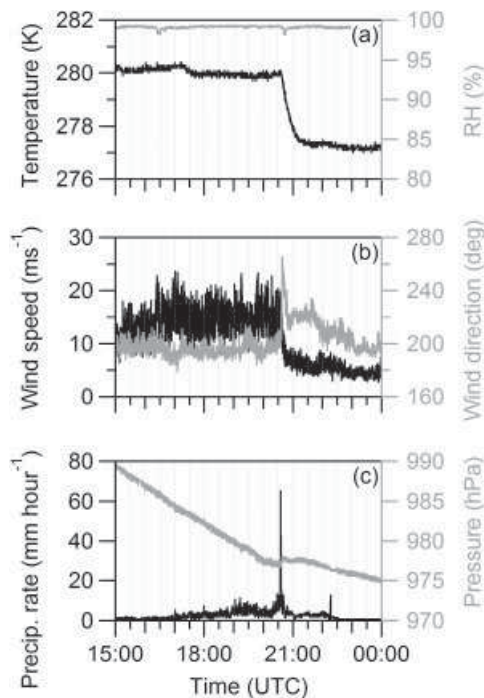 282
280
278
276
Temperature (K)
(a)
100
95
90
85
80
RH (%)
30
20
10
0
Wind speed (ms⁻¹)
(b)
280
240
200
160
Wind direction (deg)
80
60
40
20
0
Precip. rate (mm hour⁻¹)
(c)
990
985
980
975
970
Pressure (hPa)
15:00 18:00 21:00 00:00
Time (UTC)